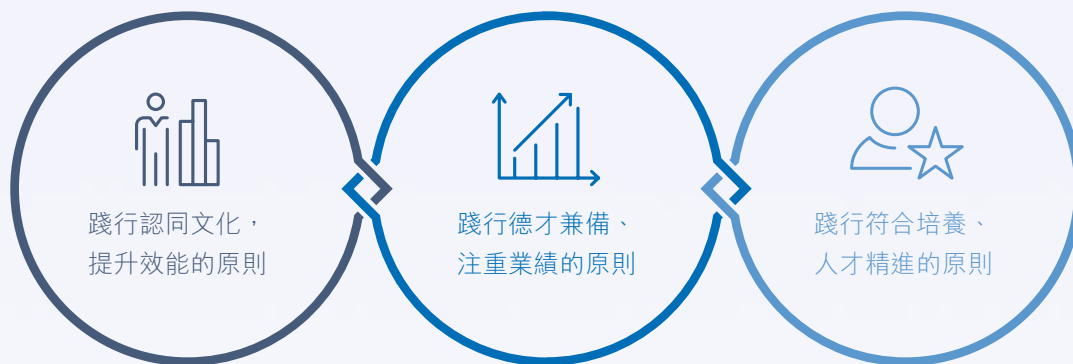 踐行認同文化，
提升效能的原則
踐行德才兼備、
注重業績的原則
踐行符合培養、
人才精進的原則